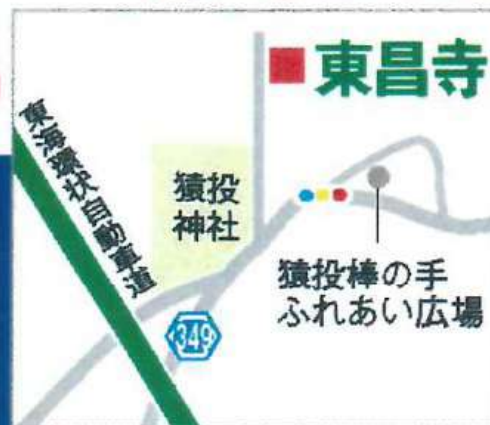 東昌寺
東海環状自動車道
猿投
神社
猿投棒の手
ふれあい広場
349